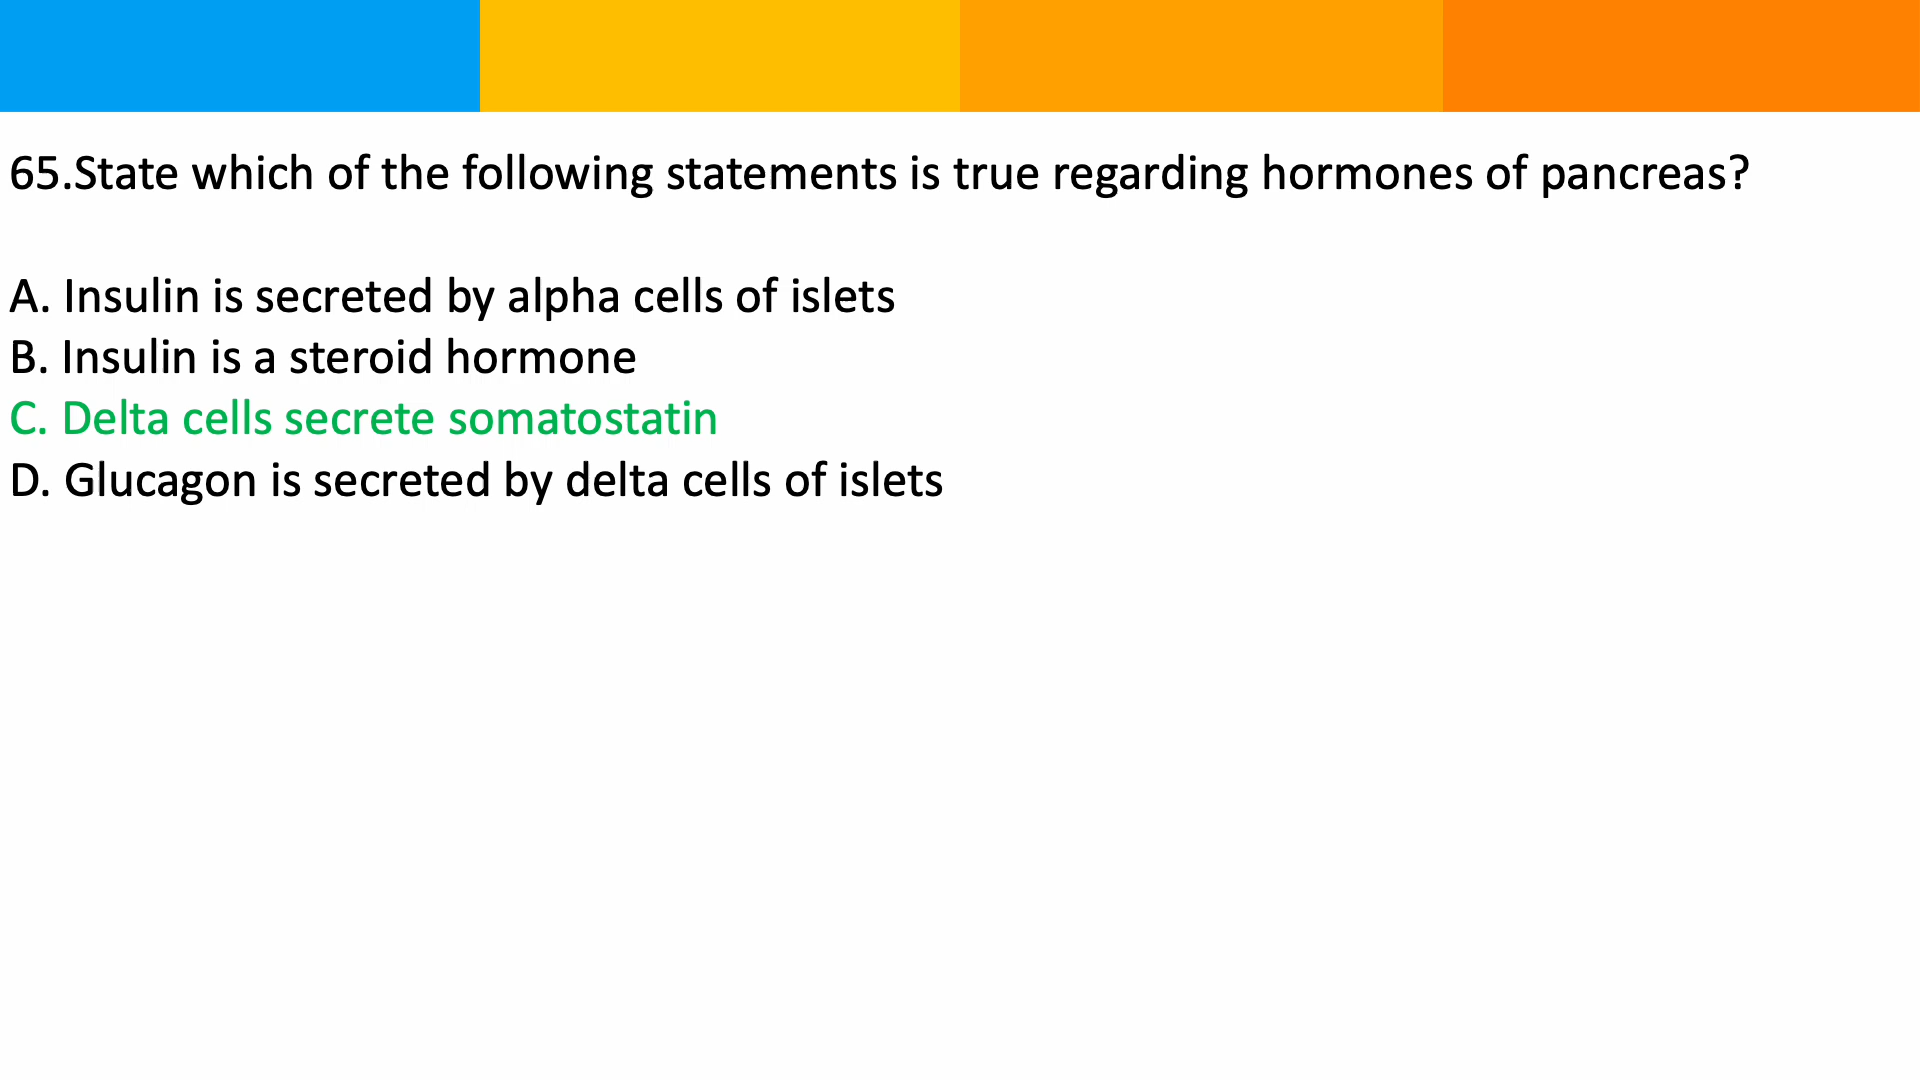 65.State which of the following statements is true regarding hormones of pancreas?
A. Insulin is secreted by alpha cells of islets
B. Insulin is a steroid hormone
C. Delta cells secrete somatostatin
D. Glucagon is secreted by delta cells of islets